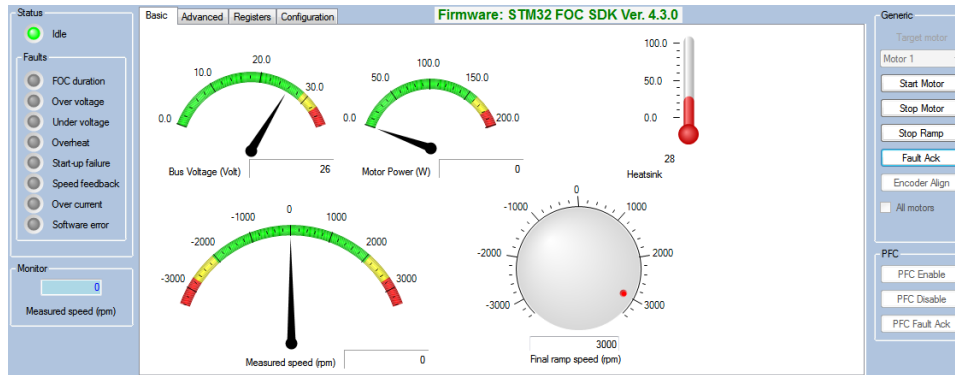 Status
Idle
Faults
FOC duration
Over voltage
Under voltage
Overheat
Start-up failure
Speed feedback
Over current
Software error
Monitor
0
Measured speed (rpm)
Basic Advanced Registers Configuration
Firmware: STM32 FOC SDK Ver. 4.3.0
0.0 10.0 20.0 30.0
Bus Voltage (Volt) 26
0.0 50.0 100.0 150.0 200.0
Motor Power (W) 0
100.0
50.0
0.0
28
Heatsink
-3000 -2000 -1000 0 1000 2000 3000
Measured speed (rpm) 0
-3000 -2000 -1000 0 1000 2000 3000
3000
Final ramp speed (rpm)
Generic
Target motor
Motor 1
Start Motor
Stop Motor
Stop Ramp
Fault Ack
Encoder Align
All motors
PFC
PFC Enable
PFC Disable
PFC Fault Ack